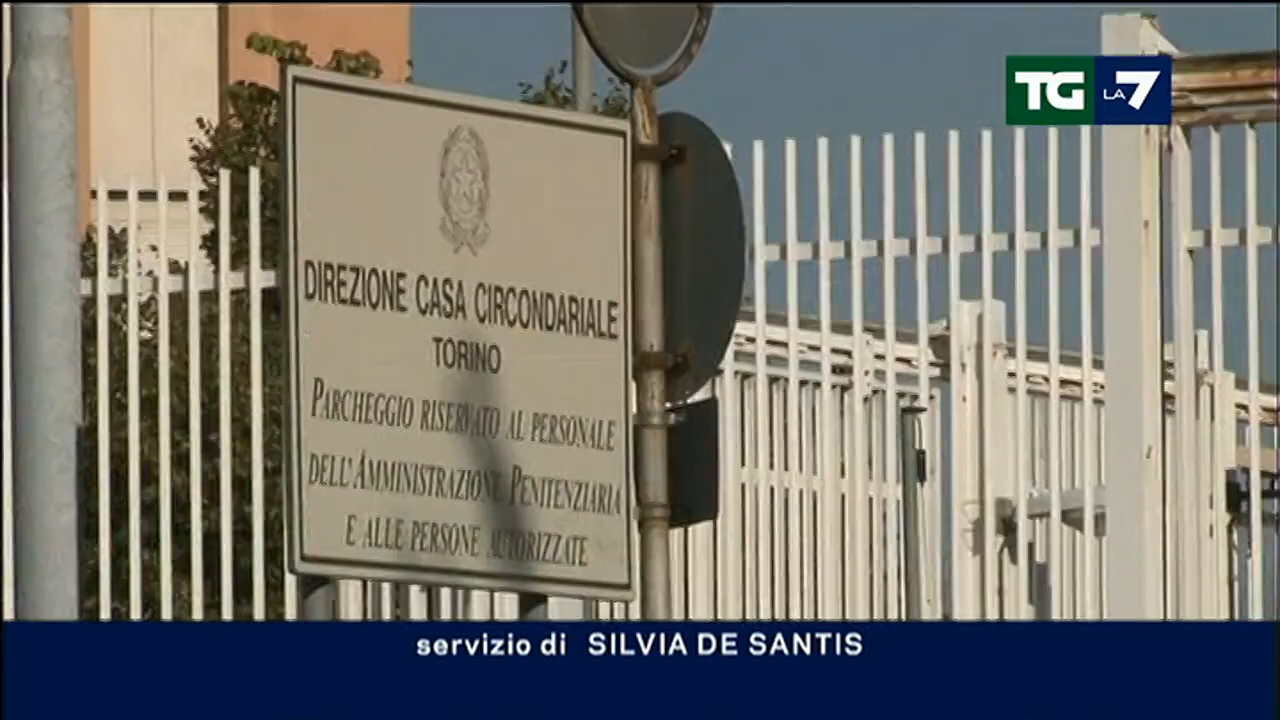 TG LA 7
DIREZIONE CASA CIRCONDARIALE
TORINO
PARCHEGGIO RISERVATO AL PERSONALE
DELL'AMMINISTRAZIONE PENITENZIARIA
E ALLE PERSONE AUTORIZZATE
servizio di SILVIA DE SANTIS